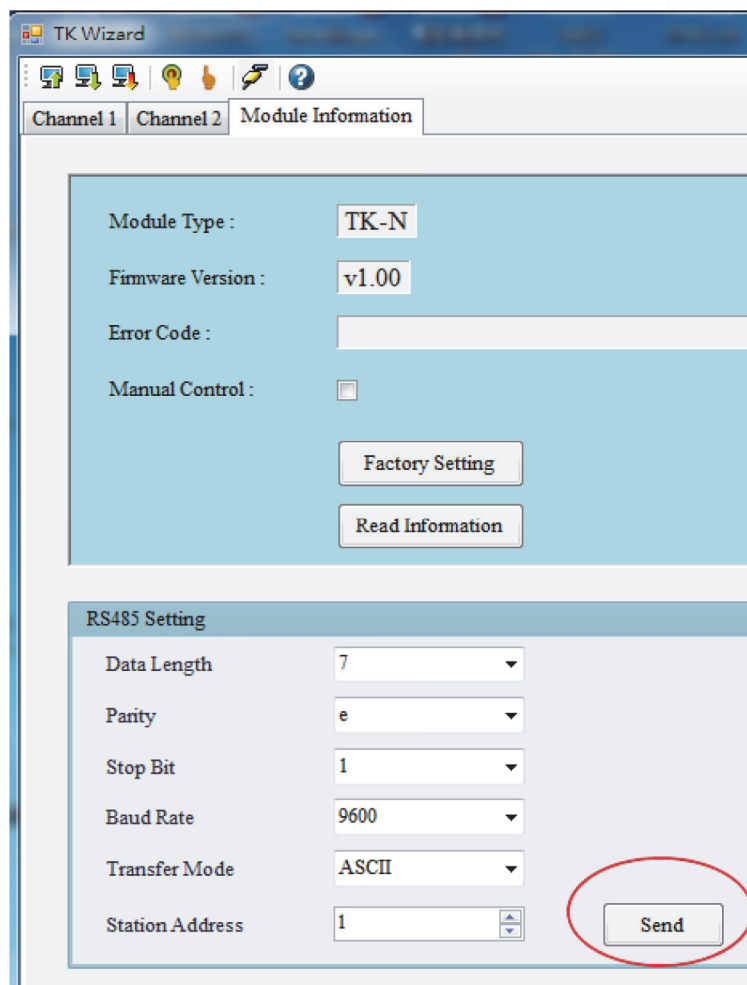 TK Wizard
Channel 1 Channel 2 Module Information
Module Type : TK-N
Firmware Version : v1.00
Error Code :
Manual Control :
Factory Setting
Read Information
RS485 Setting
Data Length 7
Parity e
Stop Bit 1
Baud Rate 9600
Transfer Mode ASCII
Station Address 1 Send